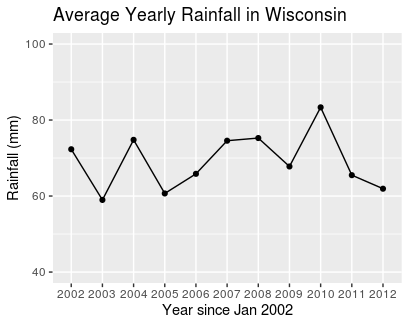 Average Yearly Rainfall in Wisconsin
100
80
60
40
Rainfall (mm)
2002 2003 2004 2005 2006 2007 2008 2009 2010 2011 2012
Year since Jan 2002